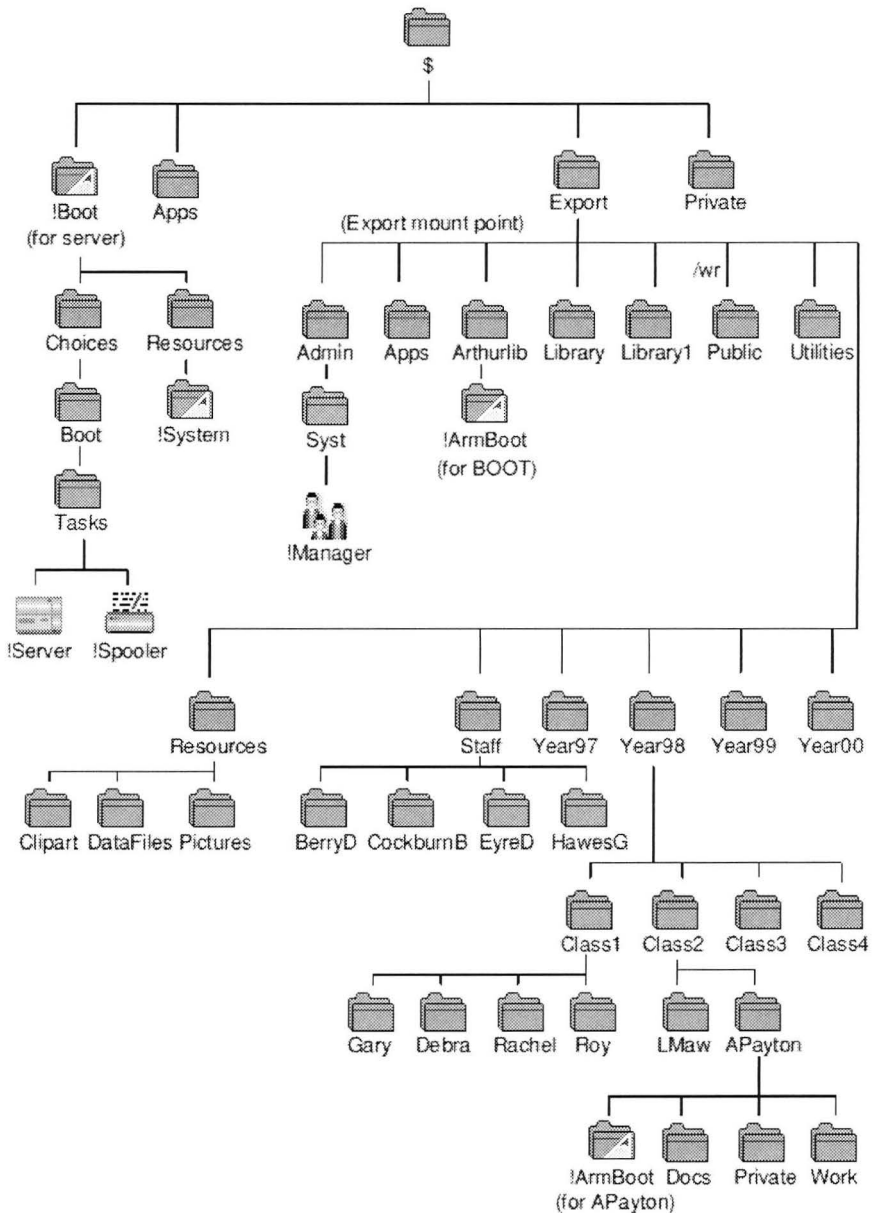 $
!Boot Apps Export Private
(for server)
(Export mount point)
/wr
Choices Resources Admin Apps Arthurlib Library Library1 Public Utilities
Boot !System Syst !ArmBoot
(for BOOT)
Tasks
!Manager
!Server !Spooler
Resources Staff Year97 Year98 Year99 Year00
Clipart DataFiles Pictures BerryD CockburnB EyreD HawesG
Class1 Class2 Class3 Class4
Gary Debra Rachel Roy LMaw APayton
!ArmBoot Docs Private Work
(for APayton)